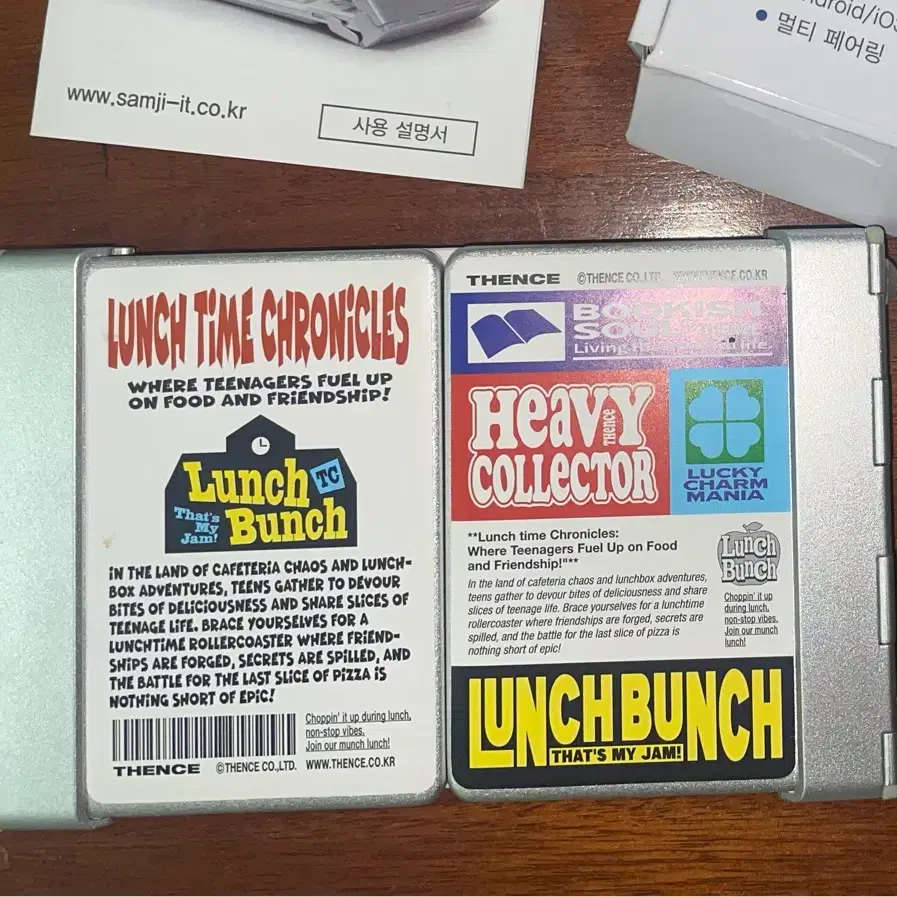 www.samji-it.co.kr
사용 설명서
ndroid/iOS
• 멀티 페어링
LUNCH TiME CHRONiCLES
WHERE TEENAGERS FUEL UP
ON FOOD AND FRiENDSHiP!
Lunch TC
That's My Jam!
Bunch
iN THE LAND OF CAFETERiA CHAOS AND LUNCH-
BOX ADVENTURES, TEENS GATHER TO DEVOUR
BiTES OF DELiCiOUSNESS AND SHARE SLiCES OF
TEENAGE LiFE. BRACE YOURSELVES FOR A
LUNCHTiME ROLLERCOASTER WHERE FRiEND-
SHiPS ARE FORGED, SECRETS ARE SPiLLED, AND
THE BATTLE FOR THE LAST SLiCE OF PiZZA iS
NOTHiNG SHORT OF EPiC!
Choppin' it up during lunch,
non-stop vibes.
Join our munch lunch!
THENCE ©THENCE CO.,LTD. WWW.THENCE.CO.KR
THENCE ©THENCE CO.,LTD. WWW.THENCE.CO.KR
BOOKISH
Living
life.
HeaVY
THENCE
COLLECTOR
LUCKY
CHARM
MANIA
**Lunch time Chronicles:
Where Teenagers Fuel Up on Food
and Friendship!"**
In the land of cafeteria chaos and lunchbox adventures,
teens gather to devour bites of deliciousness and share
slices of teenage life. Brace yourselves for a lunchtime
rollercoaster where friendships are forged, secrets are
spilled, and the battle for the last slice of pizza is
nothing short of epic!
Lunch
Bunch
Choppin' it up
during lunch,
non-stop vibes.
Join our munch
lunch!
LUNCH BUNCH
THAT'S MY JAM!